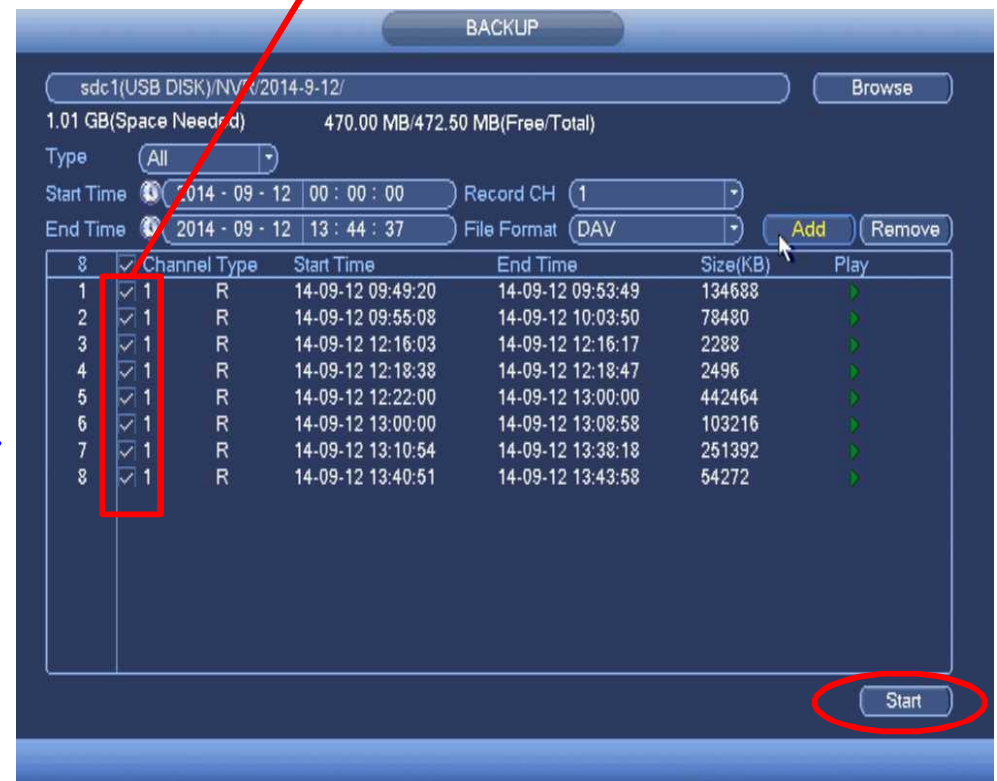 BACKUP
sdc1(USB DISK)/NVR/2014-9-12/ Browse
1.01 GB(Space Needed) 470.00 MB/472.50 MB(Free/Total)
Type All
Start Time 2014 - 09 - 12 00 : 00 : 00 Record CH 1
End Time 2014 - 09 - 12 13 : 44 : 37 File Format DAV Add Remove
8 Channel Type Start Time End Time Size(KB) Play
1 1 R 14-09-12 09:49:20 14-09-12 09:53:49 134688
2 1 R 14-09-12 09:55:08 14-09-12 10:03:50 78480
3 1 R 14-09-12 12:16:03 14-09-12 12:16:17 2288
4 1 R 14-09-12 12:18:38 14-09-12 12:18:47 2496
5 1 R 14-09-12 12:22:00 14-09-12 13:00:00 442464
6 1 R 14-09-12 13:00:00 14-09-12 13:08:58 103216
7 1 R 14-09-12 13:10:54 14-09-12 13:38:18 251392
8 1 R 14-09-12 13:40:51 14-09-12 13:43:58 54272
Start